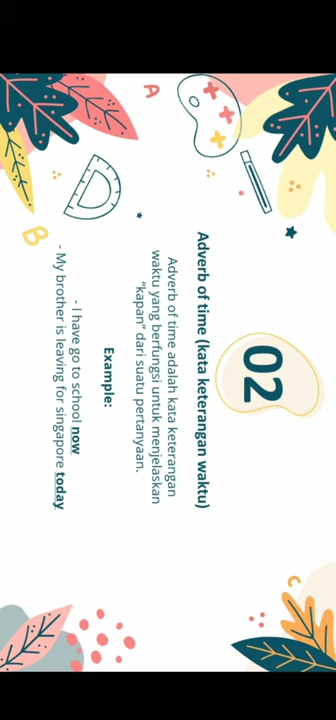 02
Adverb of time (kata keterangan waktu)
Adverb of time adalah kata keterangan
waktu yang berfungsi untuk menjelaskan
"kapan" dari suatu pertanyaan.
Example:
- I have go to school now
- My brother is leaving for singapore today
A
B
C